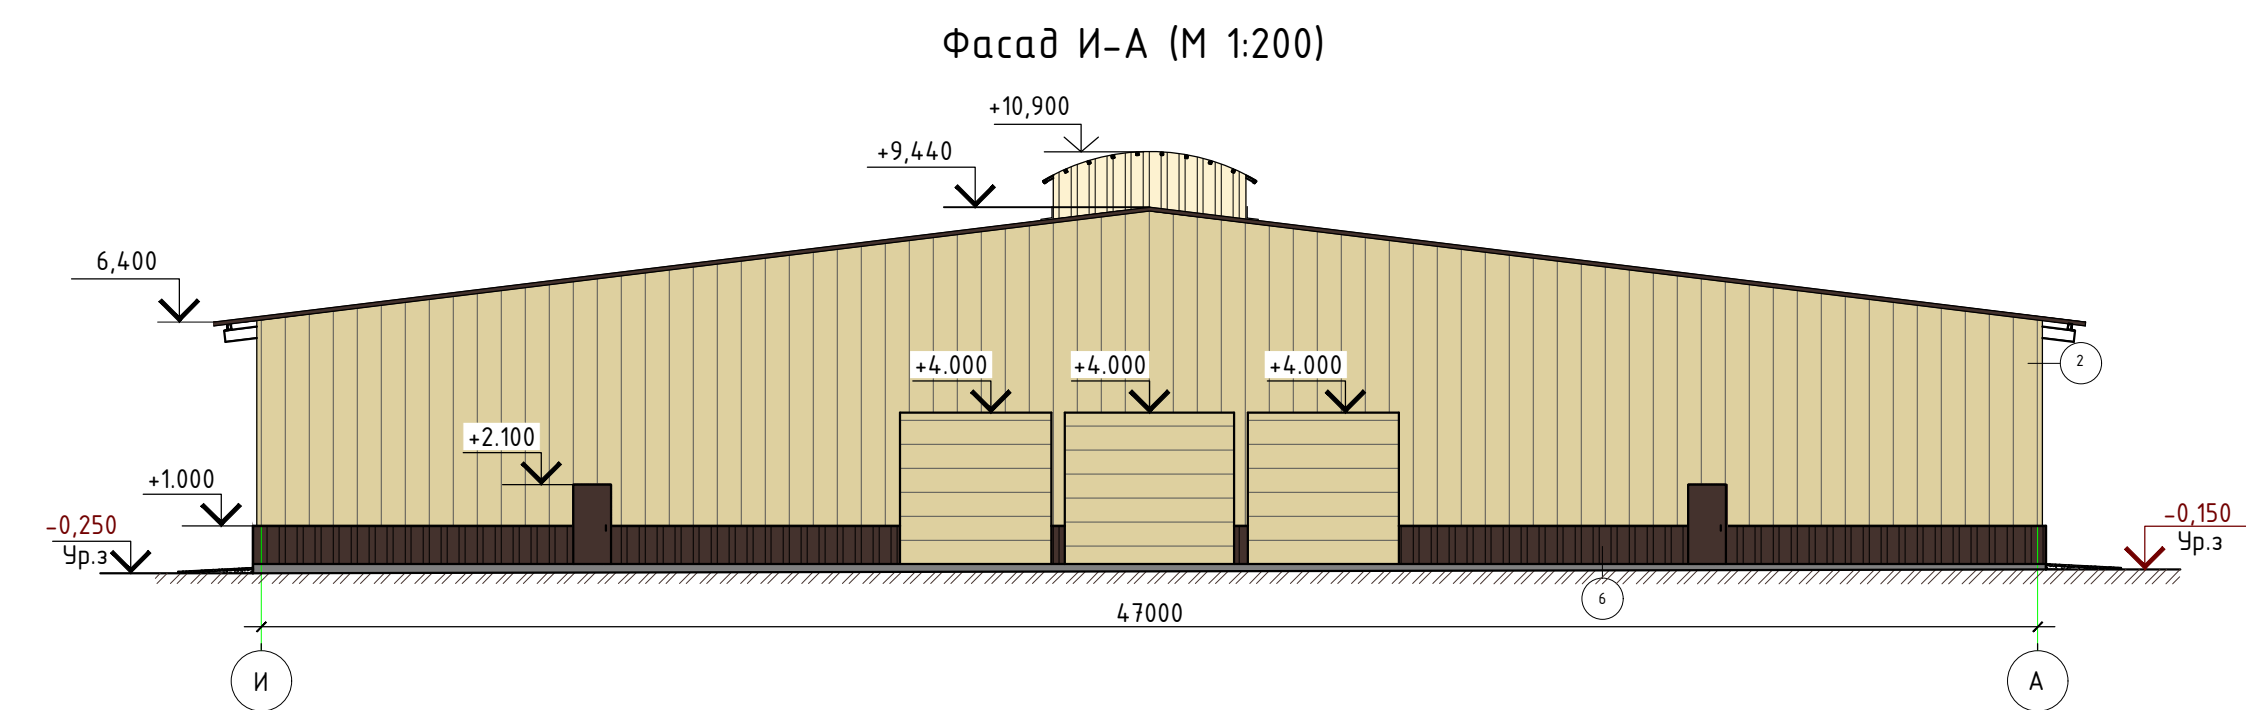 Фасад И-А (М 1:200)
+10,900
+9,440
6,400
+4.000
+4.000
+4.000
2
+2.100
+1.000
-0,250
Ур.з
-0,150
Ур.з
6
47000
И
А